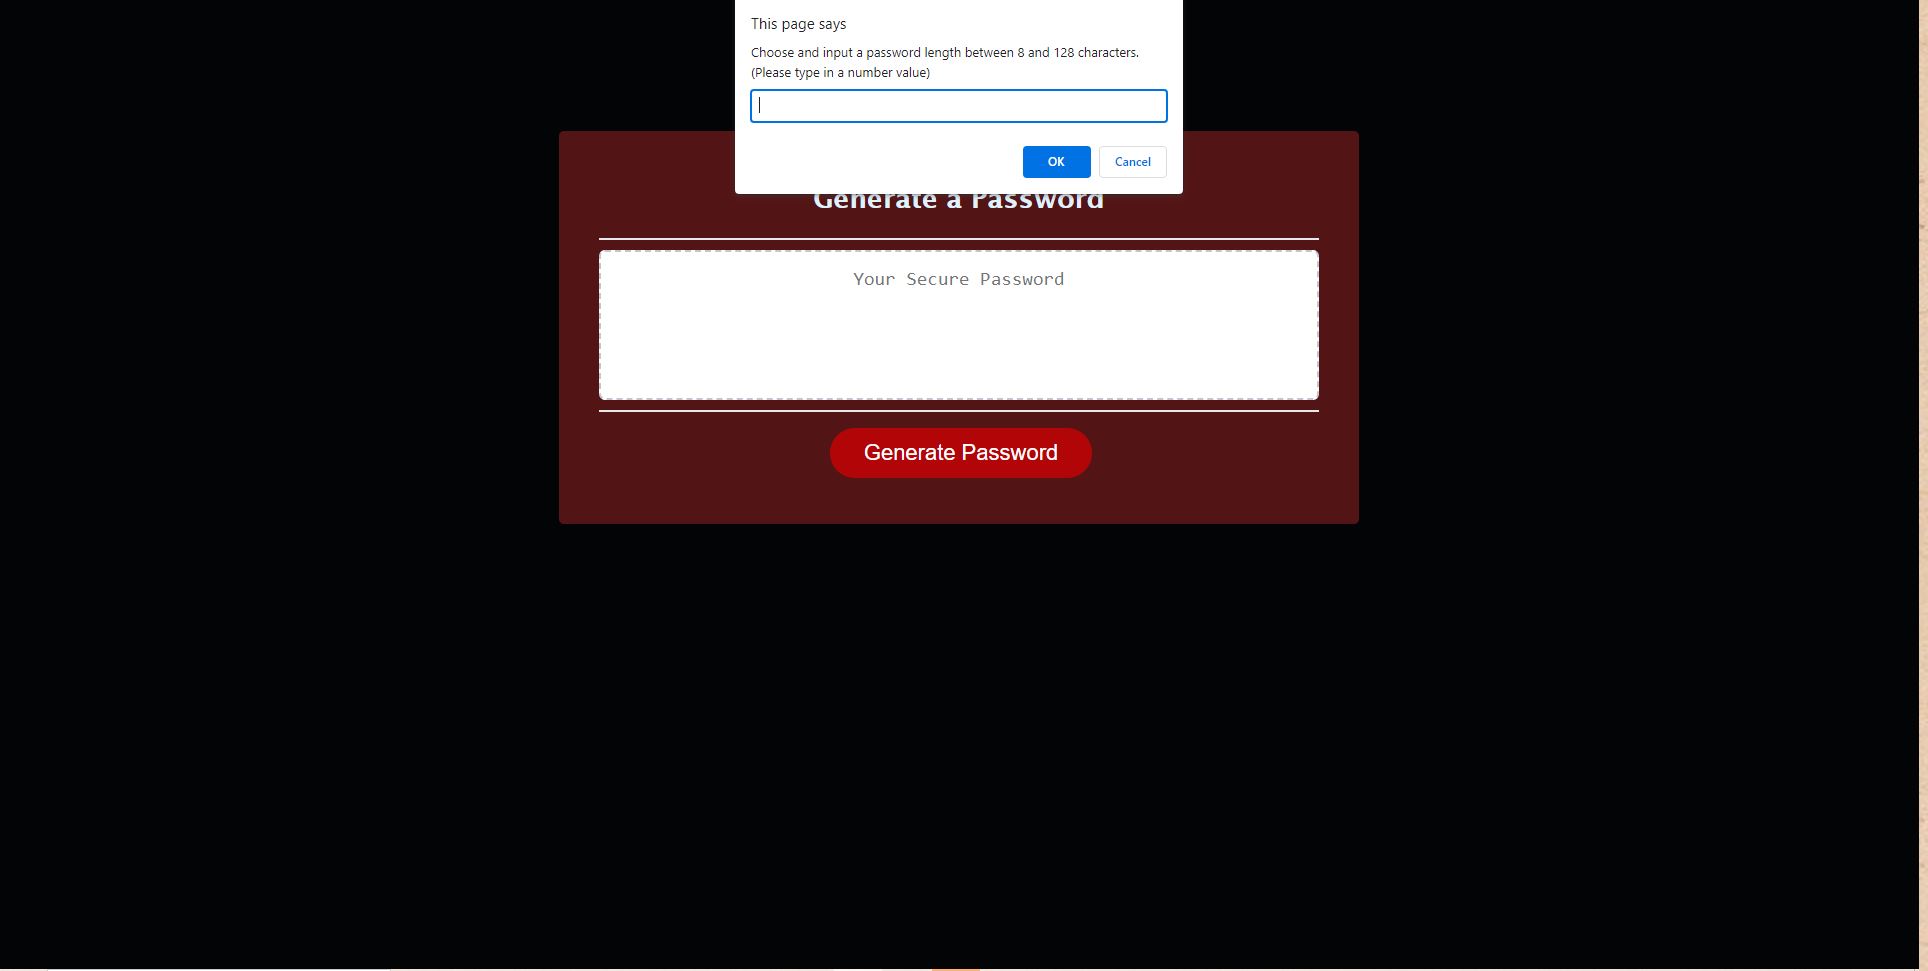 This page says
Choose and input a password length between 8 and 128 characters.
(Please type in a number value)
OK
Cancel
Generate a Password
Your Secure Password
Generate Password